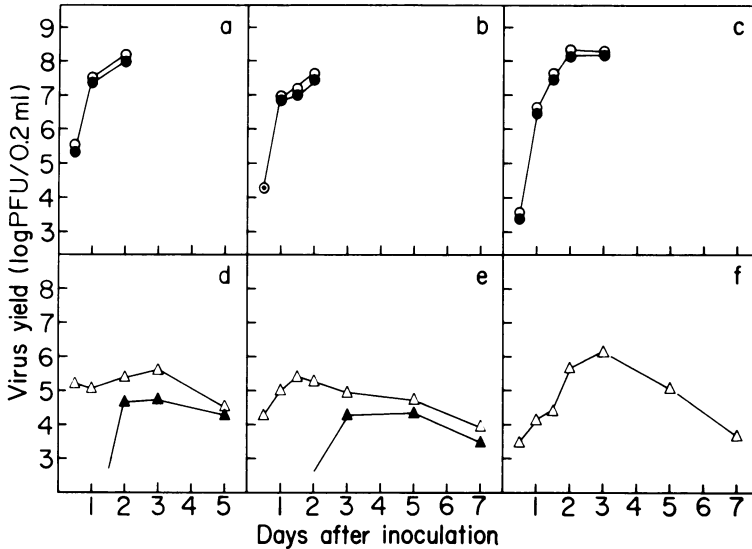 Virus yield (log PFU/0.2 ml)
9
8
7
6
5
4
3
a
b
c
8
7
6
5
4
3
d
e
f
1 2 3 4 5
1 2 3 4 5 6 7
1 2 3 4 5 6 7
Days after inoculation